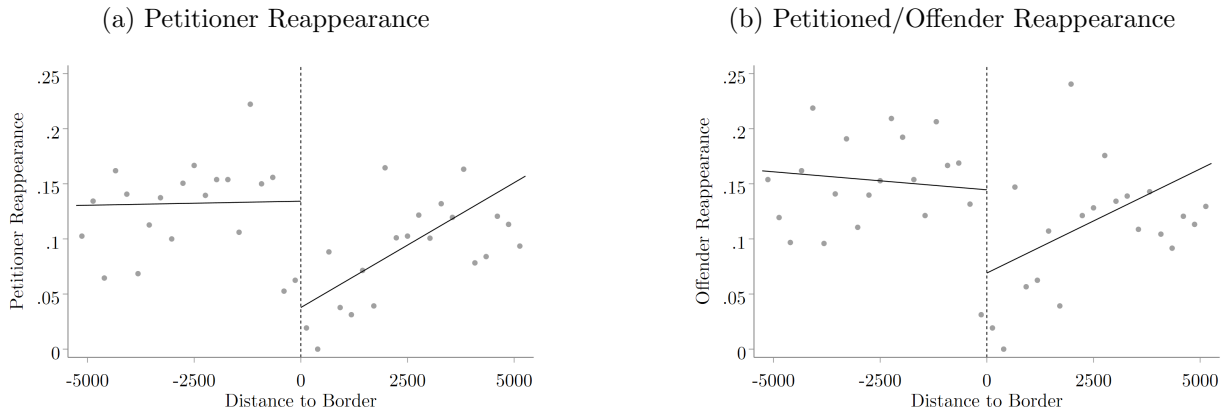 (a) Petitioner Reappearance
Petitioner Reappearance
.25
.2
.15
.1
.05
0
-5000 -2500 0 2500 5000
Distance to Border
(b) Petitioned/Offender Reappearance
Offender Reappearance
.25
.2
.15
.1
.05
0
-5000 -2500 0 2500 5000
Distance to Border